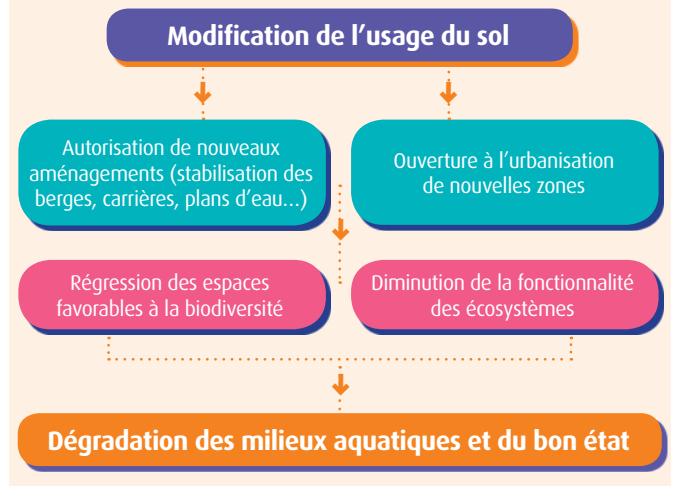 Modification de l’usage du sol
Autorisation de nouveaux
aménagements (stabilisation des
berges, carrières, plans d’eau...)
Ouverture à l’urbanisation
de nouvelles zones
Régression des espaces
favorables à la biodiversité
Diminution de la fonctionnalité
des écosystèmes
Dégradation des milieux aquatiques et du bon état